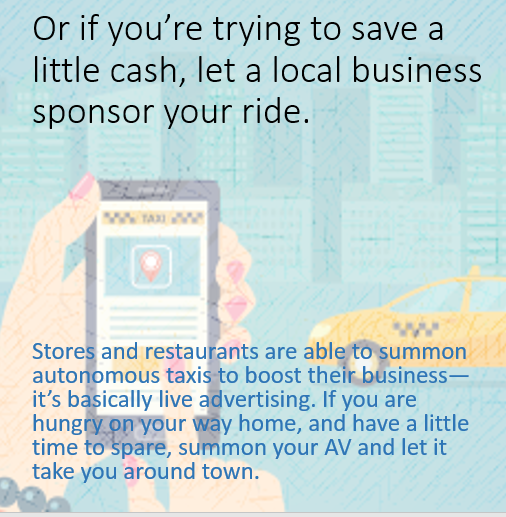 Or if you’re trying to save a
little cash, let a local business
sponsor your ride.
TAXI
Stores and restaurants are able to summon
autonomous taxis to boost their business—
it’s basically live advertising. If you are
hungry on your way home, and have a little
time to spare, summon your AV and let it
take you around town.